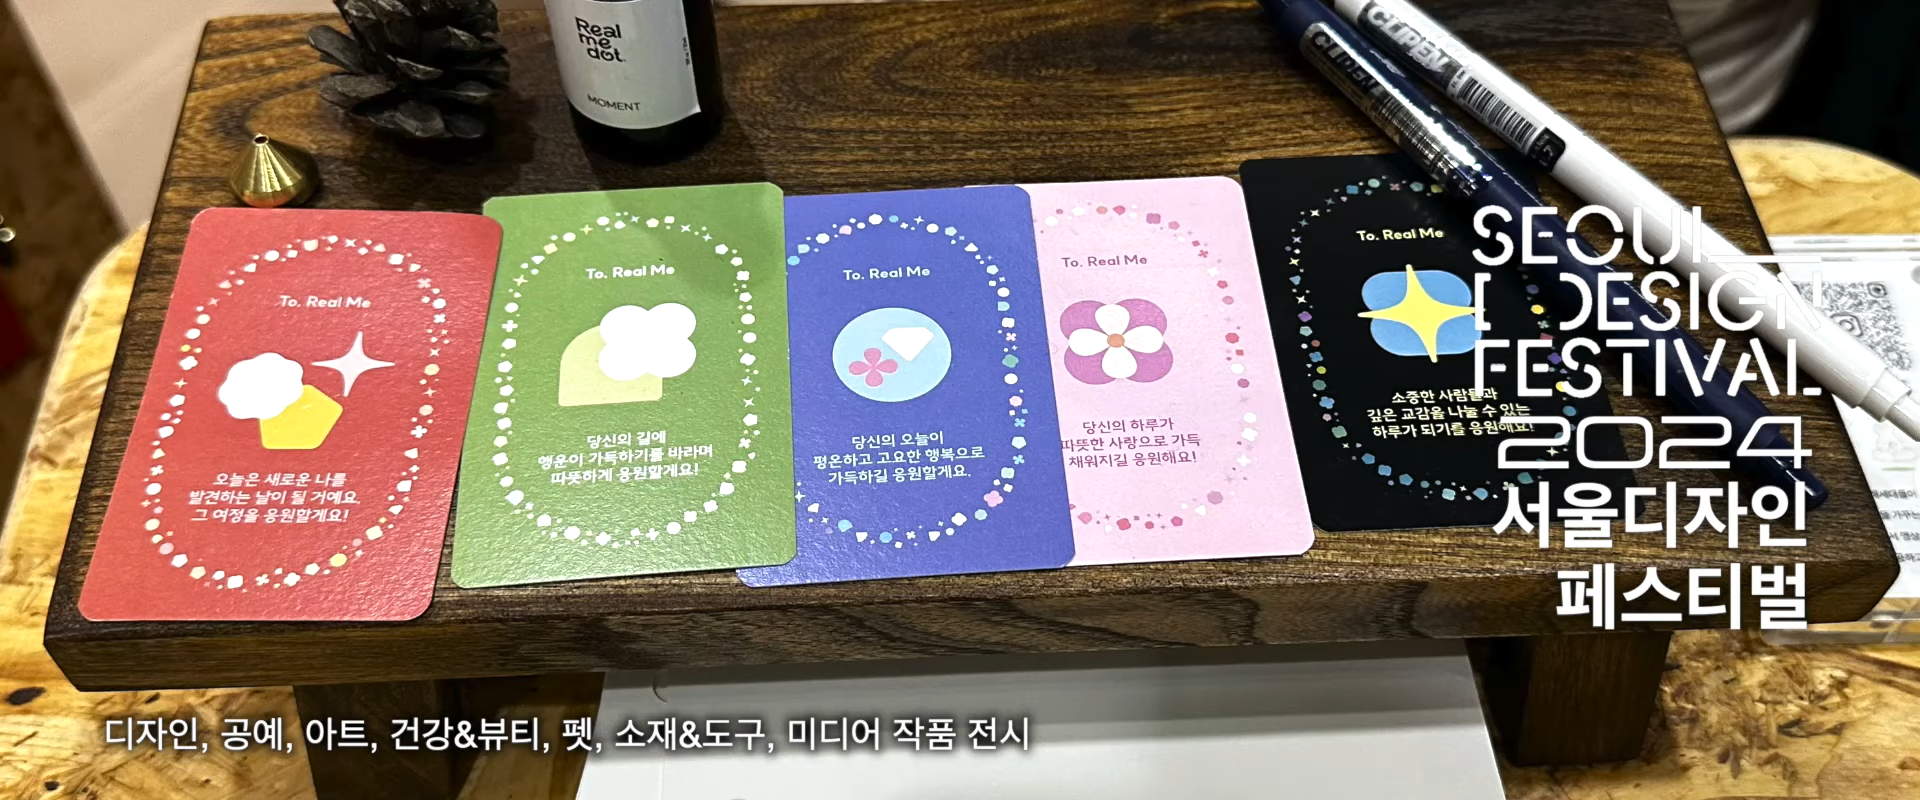 Real
me
dot.
MOMENT
CLIPEN
CLIPEN
To. Real Me
오늘은 새로운 나를
발견하는 날이 될 거예요.
그 여정을 응원할게요!
To. Real Me
당신의 길에
행운이 가득하기를 바라며
따뜻하게 응원할게요!
To. Real Me
당신의 오늘이
평온하고 고요한 행복으로
가득하길 응원할게요.
To. Real Me
당신의 하루가
따뜻한 사랑으로 가득
채워지길 응원해요!
To. Real Me
소중한 사람들과
깊은 교감을 나눌 수 있는
하루가 되기를 응원해요!
SEOUL
DESIGN
FESTIVAL
2024
서울디자인
페스티벌
디자인, 공예, 아트, 건강&뷰티, 펫, 소재&도구, 미디어 작품 전시